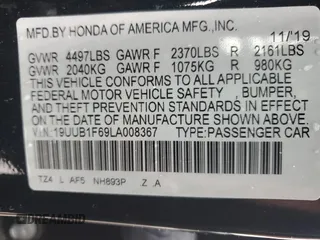 MFD.BY HONDA OF AMERICA MFG.,INC.
11/19
GVWR 4497LBS GAWR F 2370LBS R 2161LBS
GVWR 2040KG GAWR F 1075KG R 980KG
THIS VEHICLE CONFORMS TO ALL APPLICABLE
FEDERAL MOTOR VEHICLE SAFETY , BUMPER,
AND THEFT PREVENTION STANDARDS IN
EFFECT ON THE DATE OF MANUFACTURE
SHOWN ABOVE.
V.I.N.:19UUB1F69LA008367 TYPE:PASSENGER CAR
TZ4 L AF5 NH893P Z A